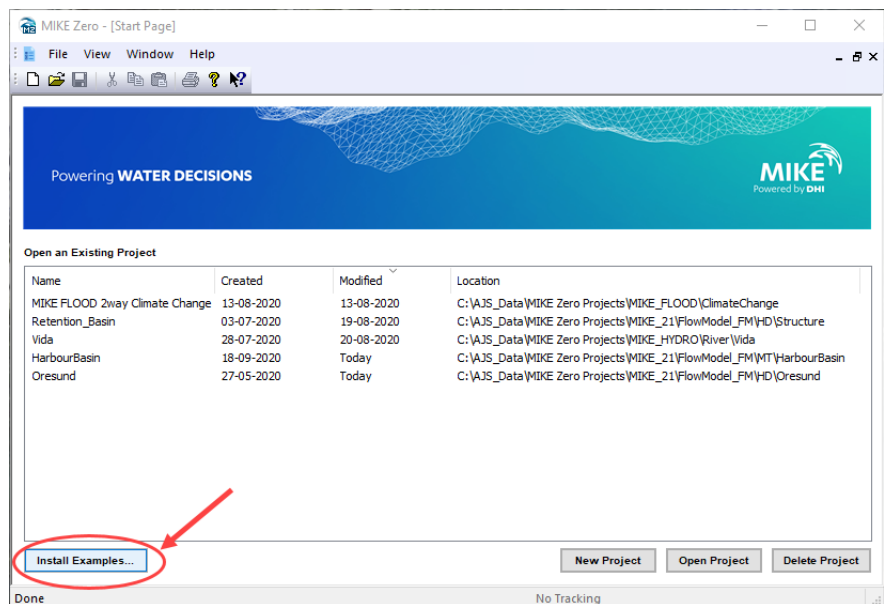 MIKE Zero - [Start Page]
File View Window Help
Powering WATER DECISIONS
MIKE
Powered by DHI
Open an Existing Project
Name Created Modified Location
MIKE FLOOD 2way Climate Change 13-08-2020 13-08-2020 C:\AJS_Data\MIKE Zero Projects\MIKE_FLOOD\ClimateChange
Retention_Basin 03-07-2020 19-08-2020 C:\AJS_Data\MIKE Zero Projects\MIKE_21\FlowModel_FM\HD\Structure
Vida 28-07-2020 20-08-2020 C:\AJS_Data\MIKE Zero Projects\MIKE_HYDRO\River\Vida
HarbourBasin 18-09-2020 Today C:\AJS_Data\MIKE Zero Projects\MIKE_21\FlowModel_FM\MT\HarbourBasin
Oresund 27-05-2020 Today C:\AJS_Data\MIKE Zero Projects\MIKE_21\FlowModel_FM\HD\Oresund
Install Examples... New Project Open Project Delete Project
Done No Tracking